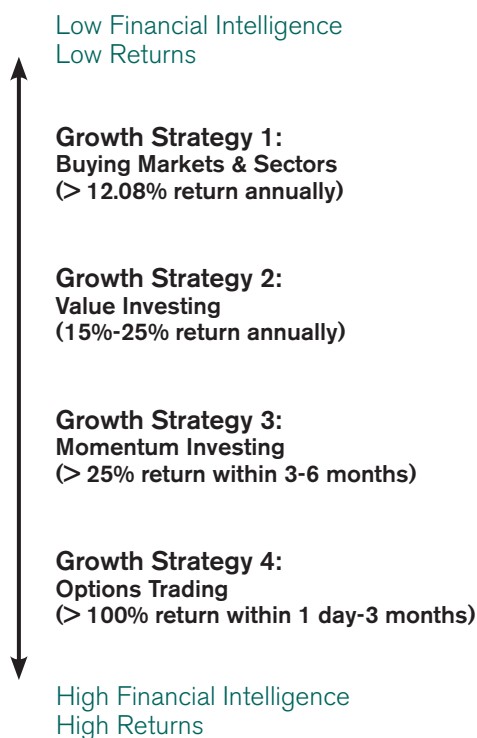 Low Financial Intelligence
Low Returns
Growth Strategy 1:
Buying Markets & Sectors
(> 12.08% return annually)
Growth Strategy 2:
Value Investing
(15%-25% return annually)
Growth Strategy 3:
Momentum Investing
(> 25% return within 3-6 months)
Growth Strategy 4:
Options Trading
(> 100% return within 1 day-3 months)
High Financial Intelligence
High Returns